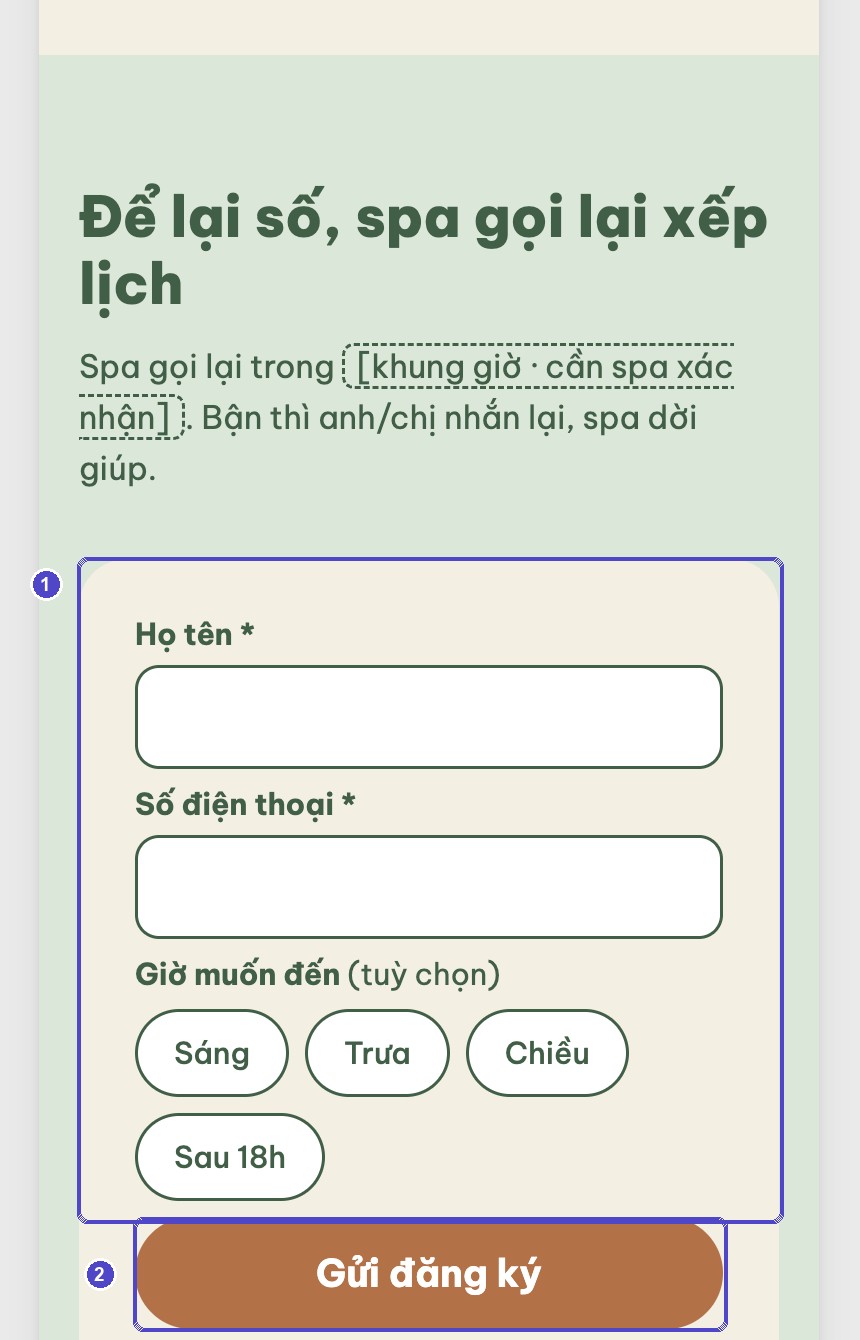 Để lại số, spa gọi lại xếp
lịch
Spa gọi lại trong [khung giờ · cần spa xác
nhận] . Bận thì anh/chị nhắn lại, spa dời
giúp.
1
Họ tên *
Số điện thoại *
Giờ muốn đến (tuỳ chọn)
Sáng Trưa Chiều
Sau 18h
2 Gửi đăng ký